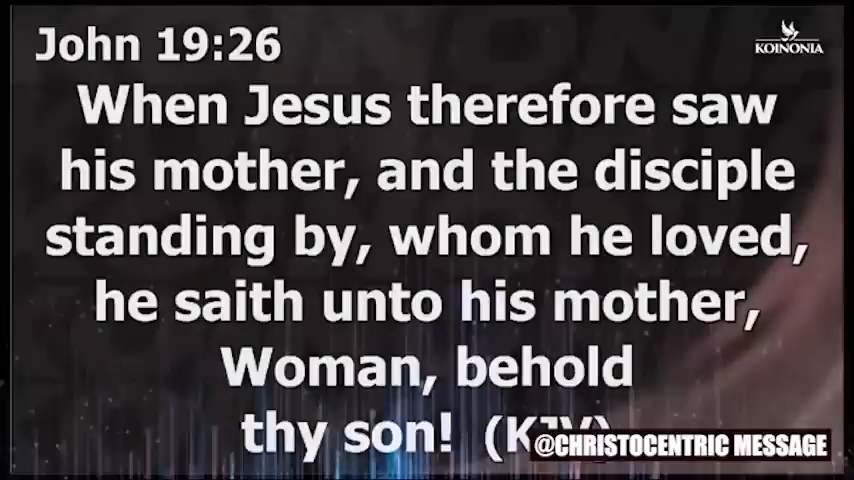 John 19:26
KOINONIA
When Jesus therefore saw
his mother, and the disciple
standing by, whom he loved,
he saith unto his mother,
Woman, behold
thy son! (KJV)
@CHRISTOCENTRIC MESSAGE